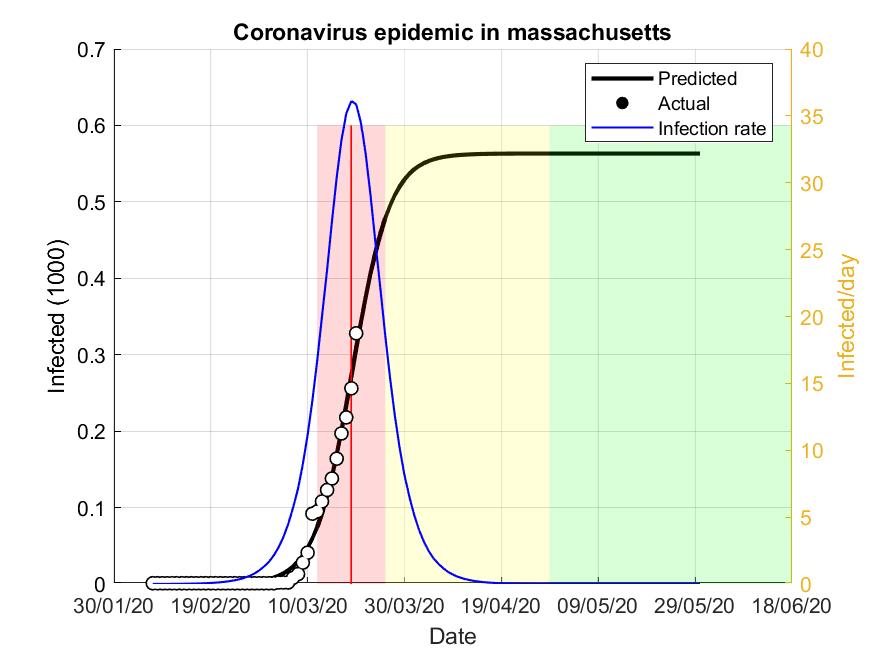 Coronavirus epidemic in massachusetts
0.7
0.6
0.5
0.4
0.3
0.2
0.1
0
Infected (1000)
40
35
30
25
20
15
10
5
0
Infected/day
Predicted
Actual
Infection rate
30/01/20 19/02/20 10/03/20 30/03/20 19/04/20 09/05/20 29/05/20 18/06/20
Date